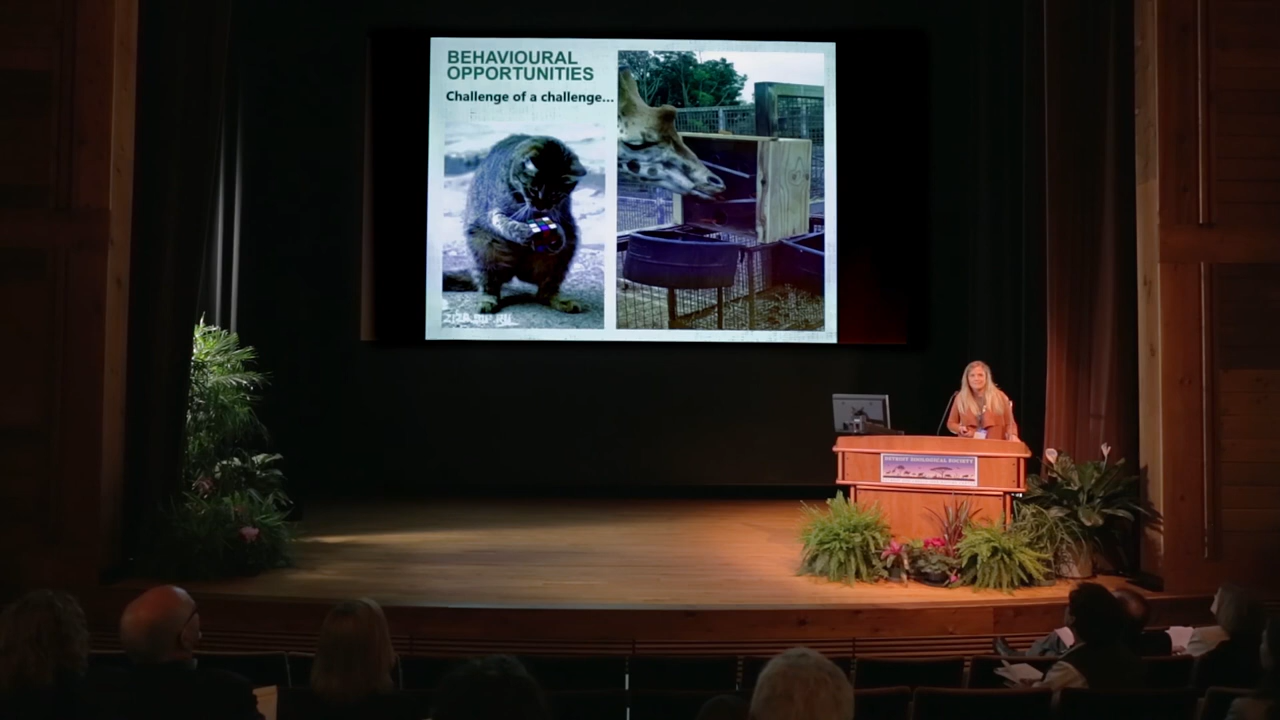 BEHAVIOURAL
OPPORTUNITIES
Challenge of a challenge...
DETROIT ZOOLOGICAL SOCIETY